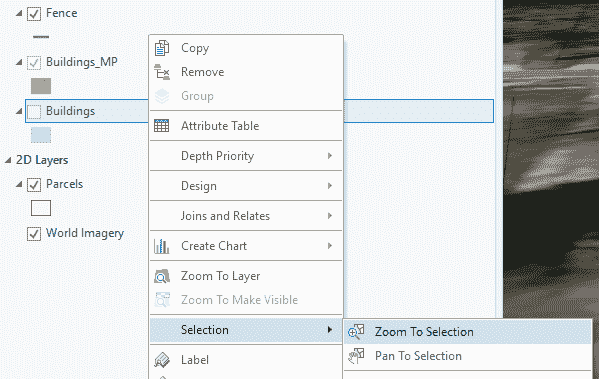 Fence
Buildings_MP
Buildings
2D Layers
Parcels
World Imagery
Copy
Remove
Group
Attribute Table
Depth Priority
Design
Joins and Relates
Create Chart
Zoom To Layer
Zoom To Make Visible
Selection
Label
Zoom To Selection
Pan To Selection